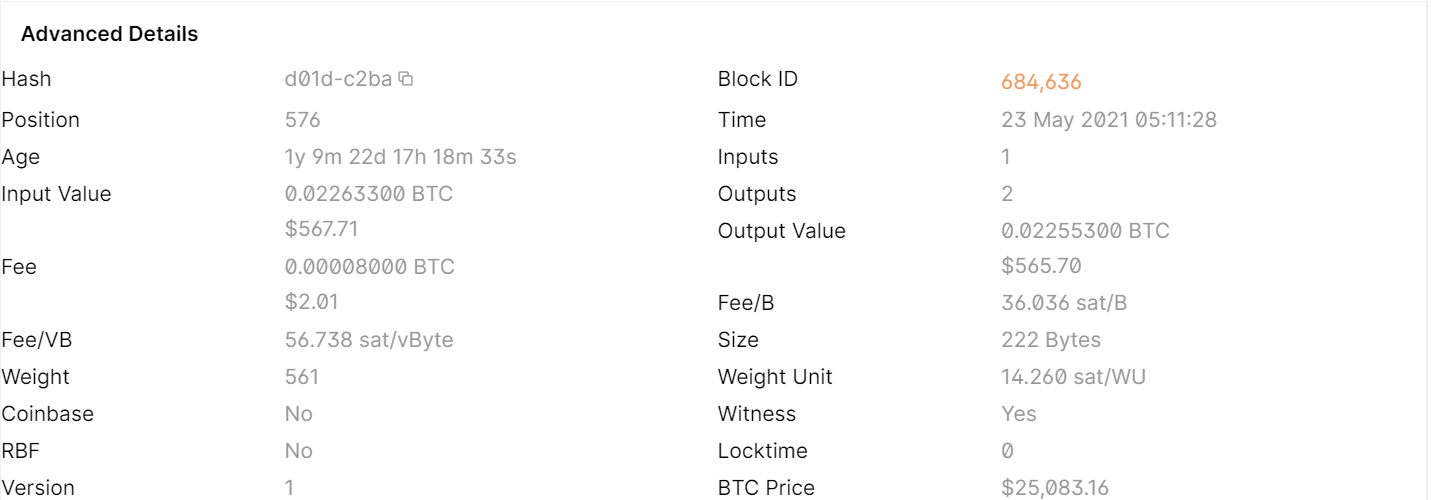 Advanced Details
Hash d01d-c2ba Block ID 684,636
Position 576 Time 23 May 2021 05:11:28
Age 1y 9m 22d 17h 18m 33s Inputs 1
Input Value 0.02263300 BTC Outputs 2
$567.71 Output Value 0.02255300 BTC
Fee 0.00008000 BTC $565.70
$2.01 Fee/B 36.036 sat/B
Fee/VB 56.738 sat/vByte Size 222 Bytes
Weight 561 Weight Unit 14.260 sat/WU
Coinbase No Witness Yes
RBF No Locktime 0
Version 1 BTC Price $25,083.16